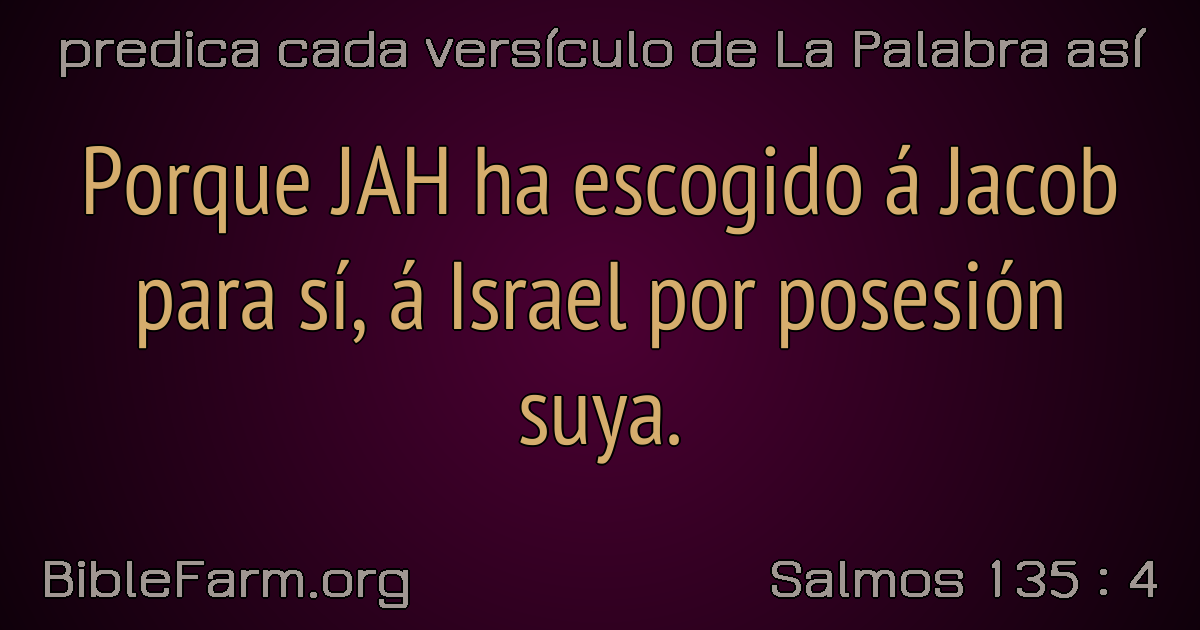 predica cada versículo de La Palabra así
Porque JAH ha escogido á Jacob
para sí, á Israel por posesión
suya.
BibleFarm.org
Salmos 135 : 4